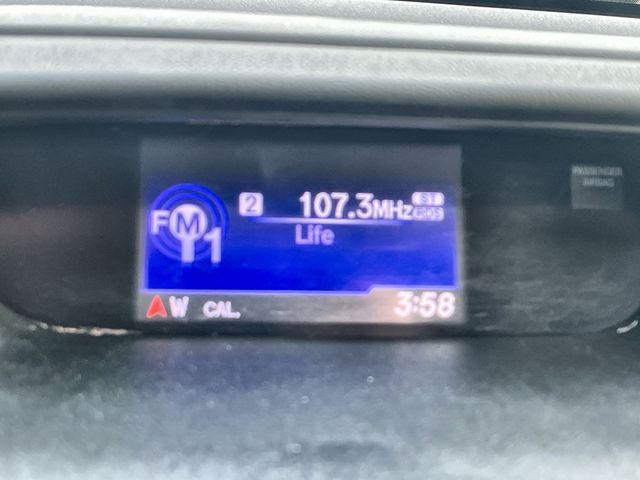 PASSENGER
AIRBAG
FM1 2 107.3MHz ST
RDS
Life
W CAL. 3:58